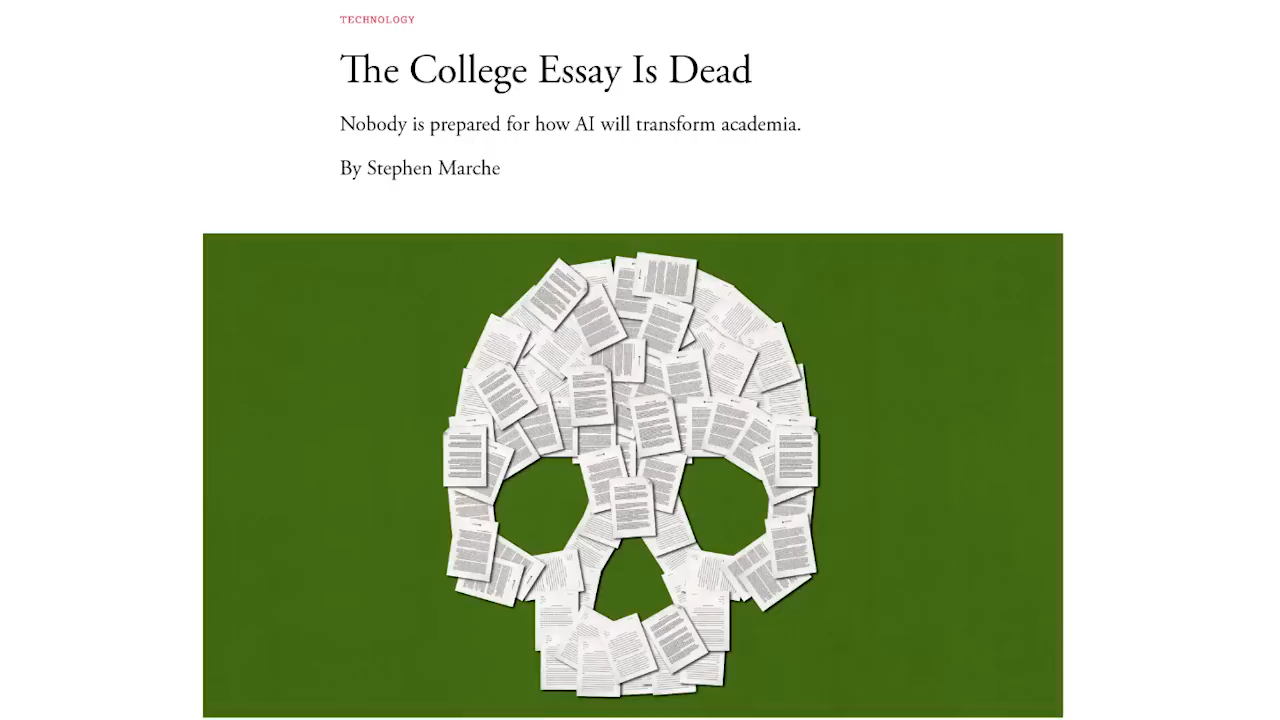 TECHNOLOGY
The College Essay Is Dead
Nobody is prepared for how AI will transform academia.
By Stephen Marche